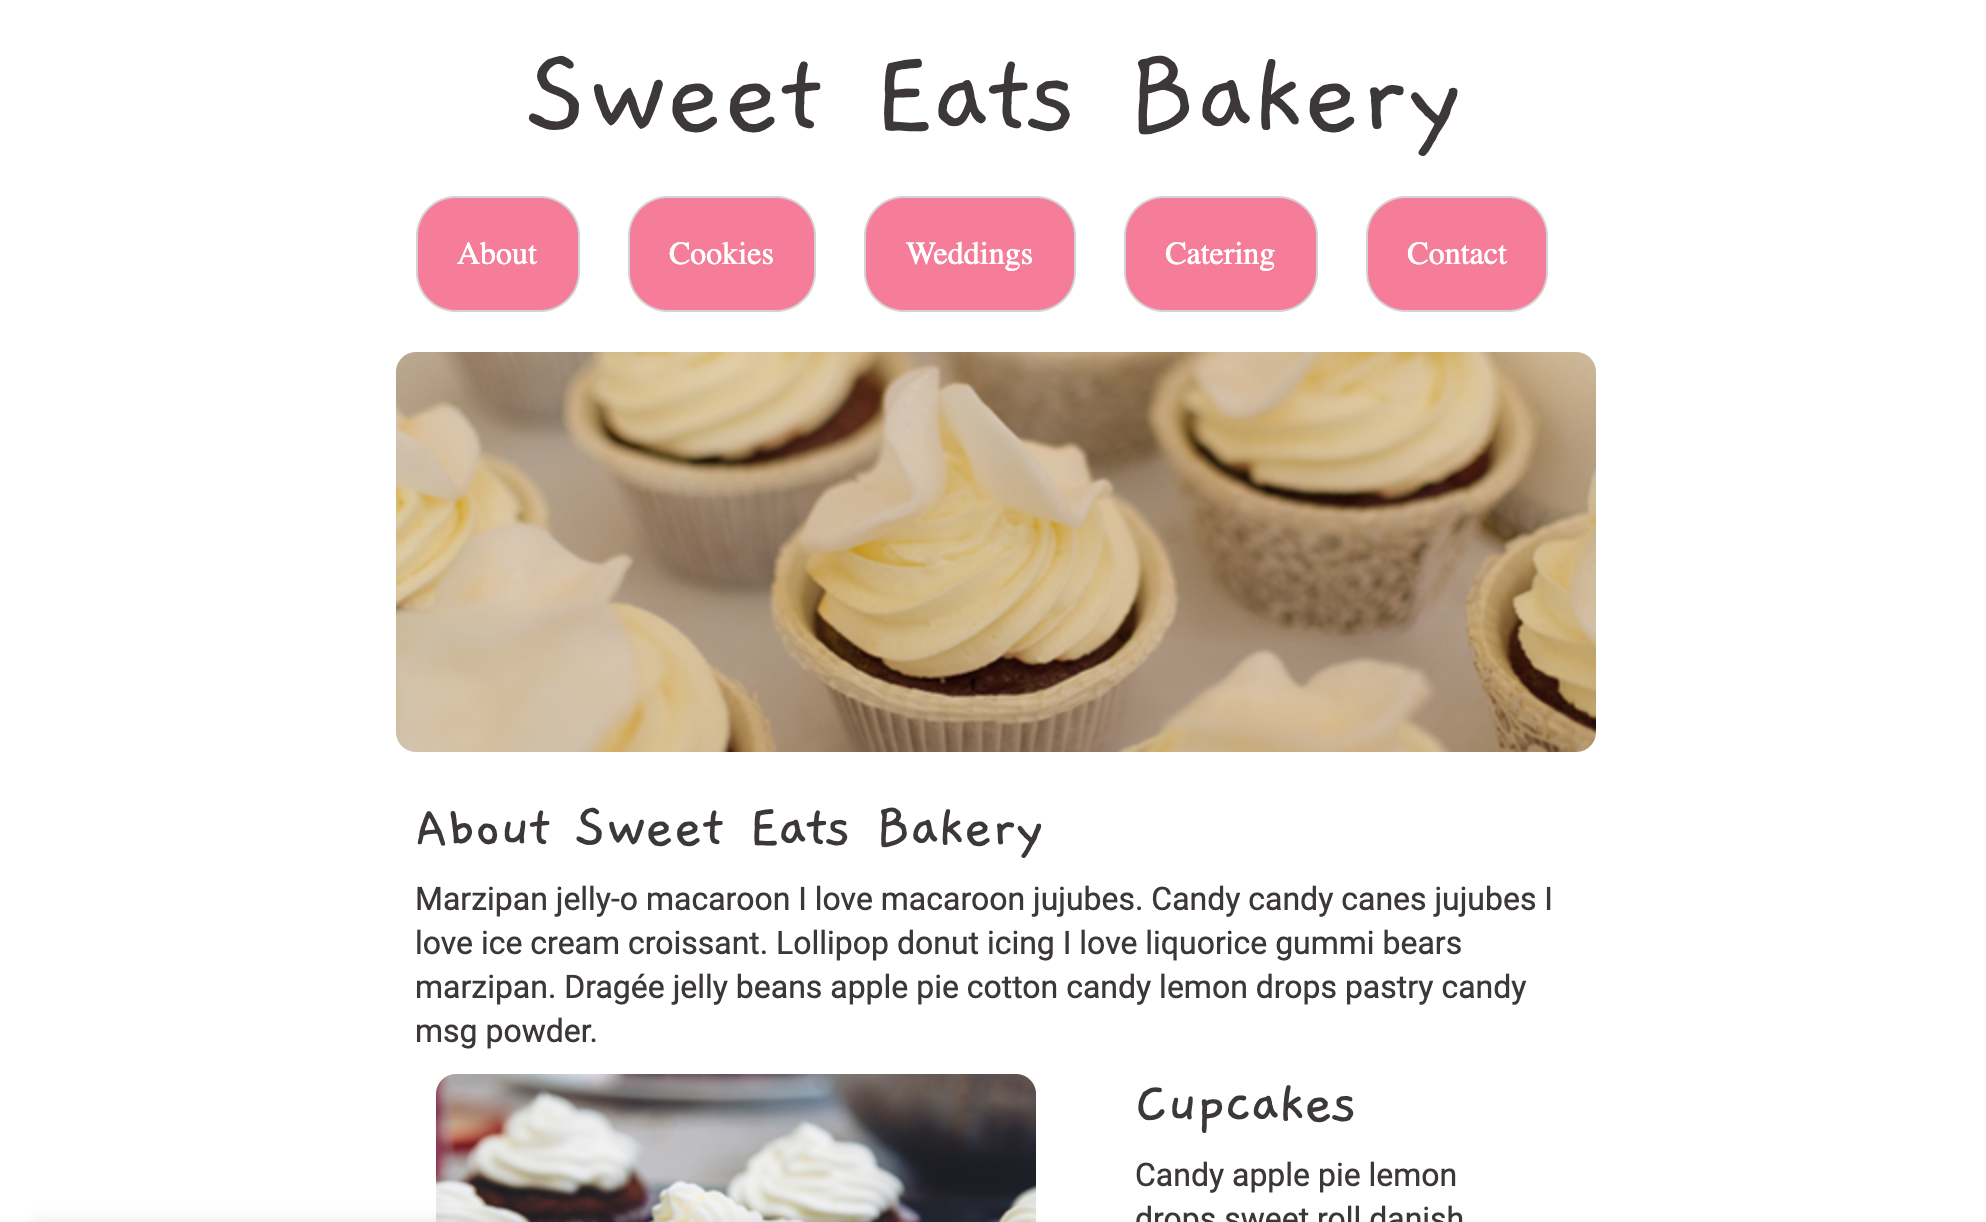 Sweet Eats Bakery
About Cookies Weddings Catering Contact
About Sweet Eats Bakery
Marzipan jelly-o macaroon I love macaroon jujubes. Candy candy canes jujubes I
love ice cream croissant. Lollipop donut icing I love liquorice gummi bears
marzipan. Dragée jelly beans apple pie cotton candy lemon drops pastry candy
msg powder.
Cupcakes
Candy apple pie lemon
drops sweet roll danish